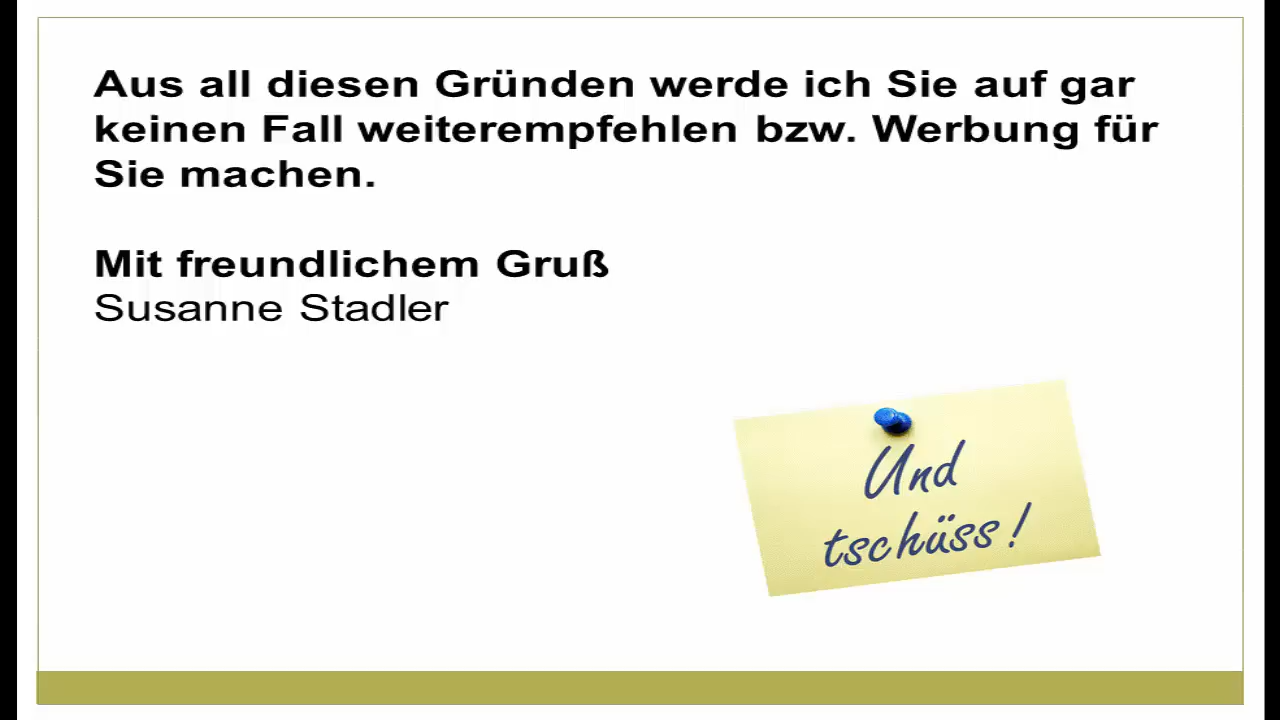 Aus all diesen Gründen werde ich Sie auf gar
keinen Fall weiterempfehlen bzw. Werbung für
Sie machen.
Mit freundlichem Gruß
Susanne Stadler
Und
tschüss!